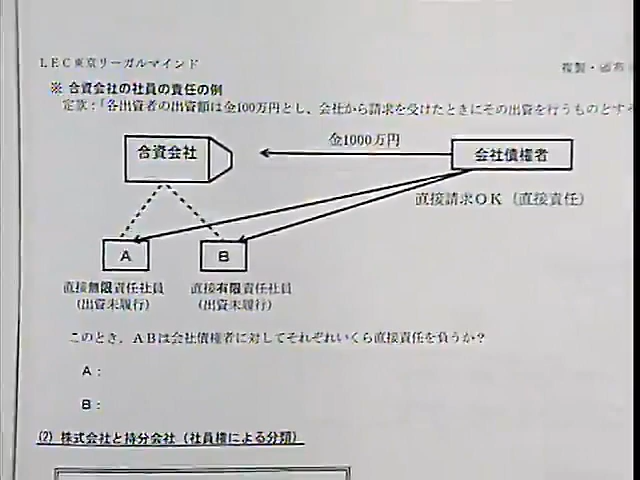 LEC東京リーガルマインド
複製・頒布
※ 合資会社の社員の責任の例
定款:「各出資者の出資額は金100万円とし、会社から請求を受けたときにその出資を行うものとする
合資会社
金1000万円
会社債権者
直接請求OK(直接責任)
A
B
直接無限責任社員
(出資未履行)
直接有限責任社員
(出資未履行)
このとき、ABは会社債権者に対してそれぞれいくら直接責任を負うか?
A:
B:
(2) 株式会社と持分会社(社員権による分類)